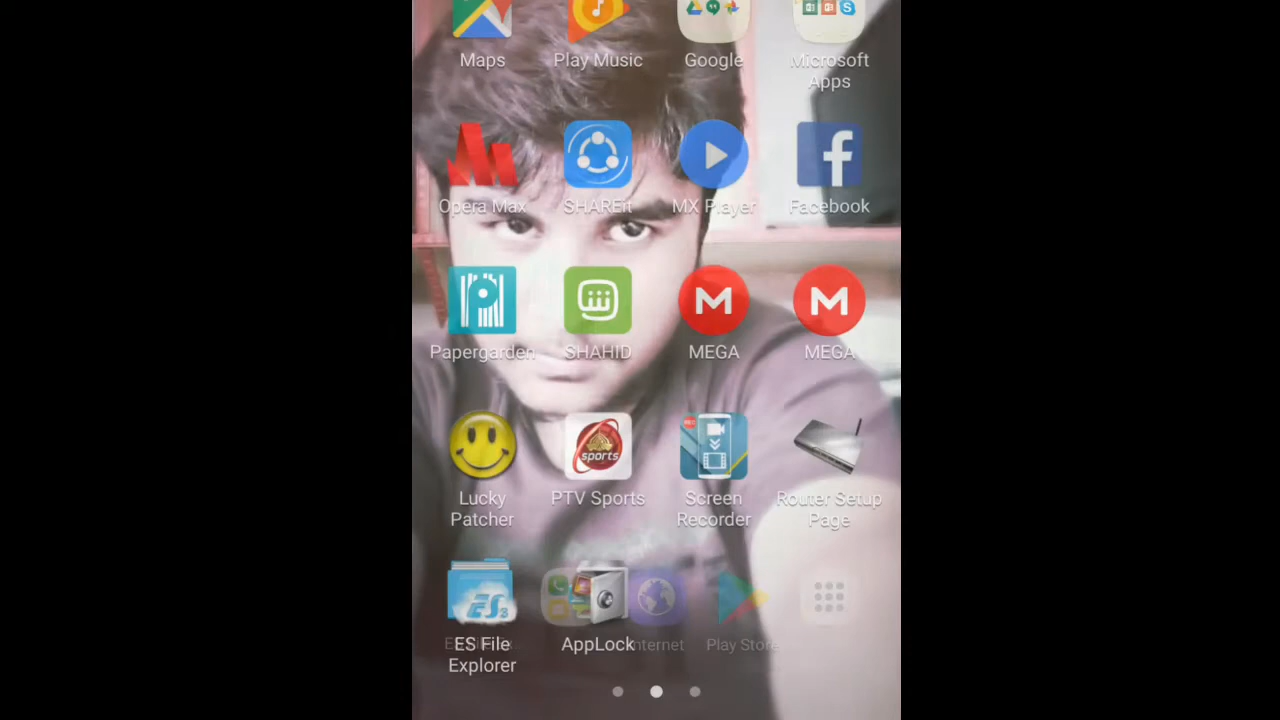 Maps
Play Music
Google
Microsoft
Apps
Opera Max
SHAREit
MX Player
Facebook
Papergarden
SHAHID
MEGA
MEGA
Lucky
Patcher
PTV Sports
sports
Screen
Recorder
REC
Router Setup
Page
ES File
Explorer
AppLock
Internet
Play Store